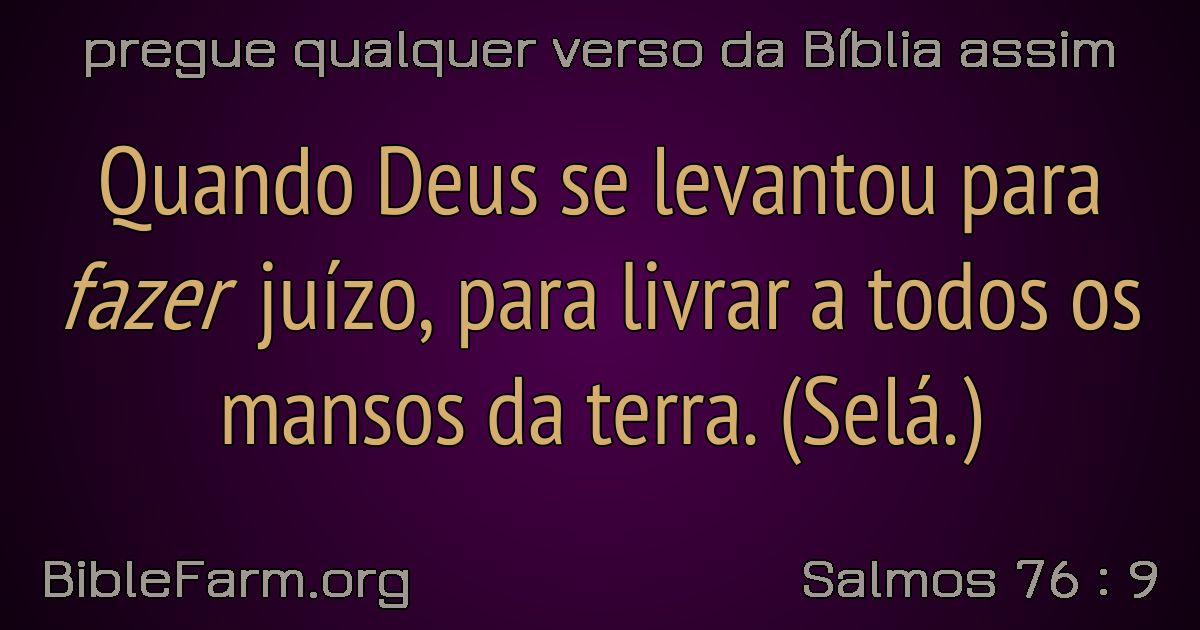 pregue qualquer verso da Bíblia assim
Quando Deus se levantou para
fazer juízo, para livrar a todos os
mansos da terra. (Selá.)
BibleFarm.org
Salmos 76 : 9